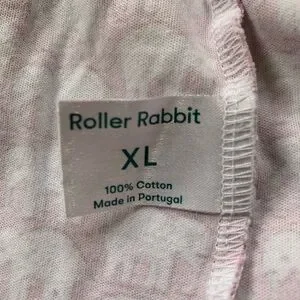 Roller Rabbit
XL
100% Cotton
Made in Portugal